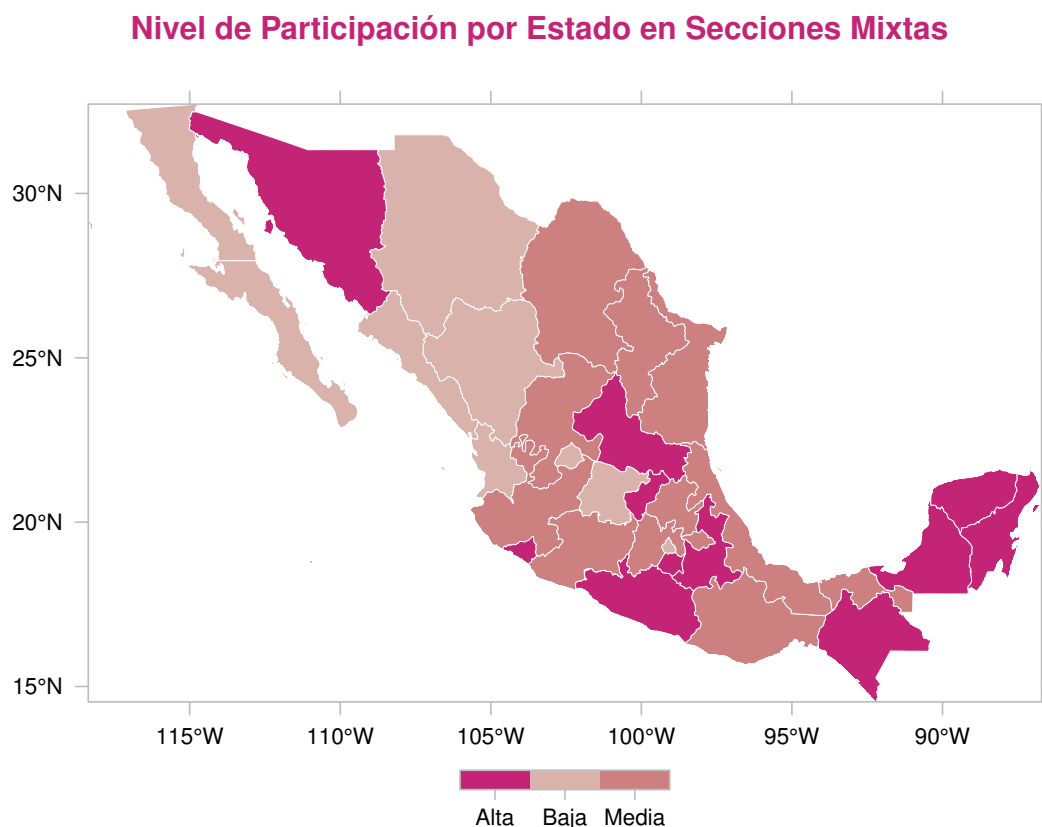 Nivel de Participación por Estado en Secciones Mixtas
30°N
25°N
20°N
15°N
115°W 110°W 105°W 100°W 95°W 90°W
Alta Baja Media